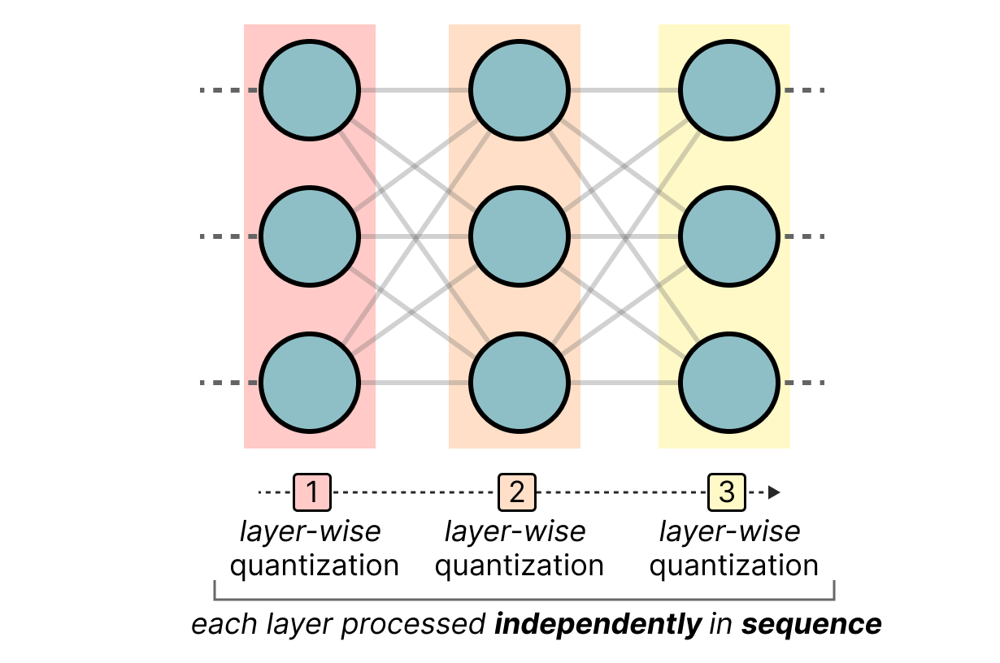 1 2 3
layer-wise layer-wise layer-wise
quantization quantization quantization
each layer processed independently in sequence